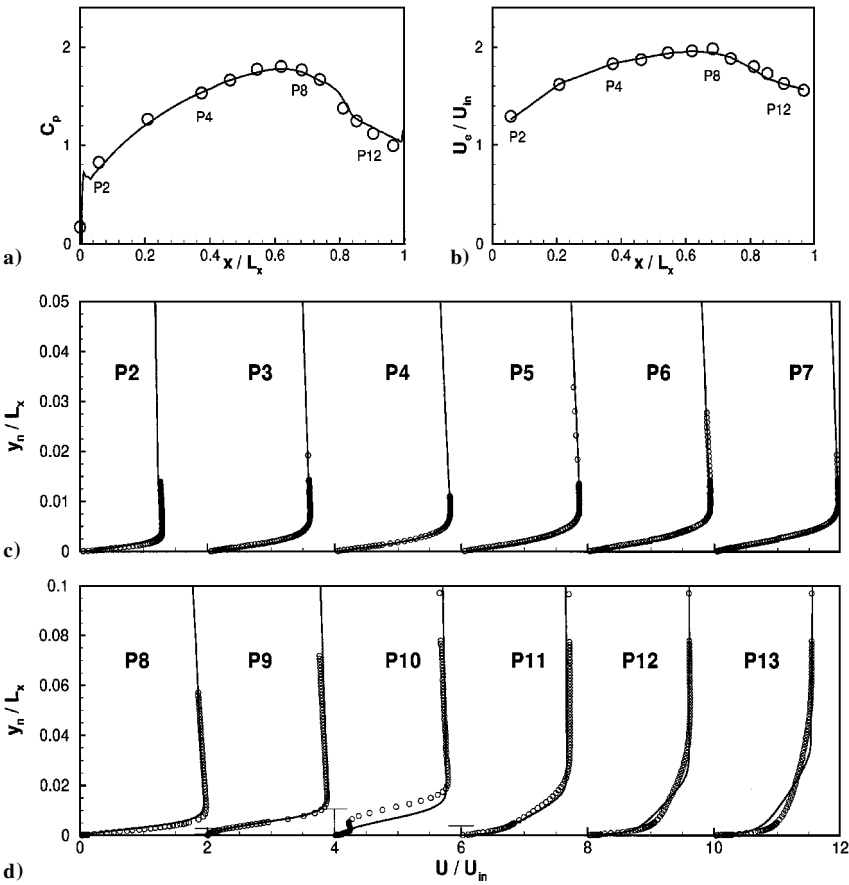 2
1
0
C_p
P2
P4
P8
P12
0 0.2 0.4 0.6 0.8 1
x / L_x
a)
2
1
0
U_e / U_in
P2
P4
P8
P12
0 0.2 0.4 0.6 0.8 1
x / L_x
b)
0.05
0.04
0.03
0.02
0.01
0
y_n / L_x
P2 P3 P4 P5 P6 P7
c)
0.1
0.08
0.06
0.04
0.02
0
y_n / L_x
P8 P9 P10 P11 P12 P13
0 2 4 6 8 10 12
U / U_in
d)